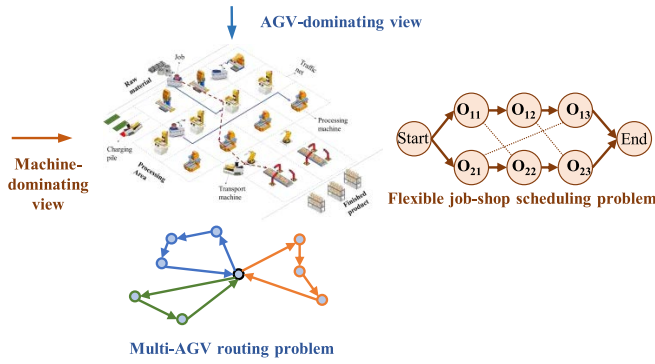 AGV-dominating view
Job
Raw
material
Traffic
net
Processing
machine
Charging
pile
Processing
Area
Transport
machine
Finished
product
Machine-
dominating
view
Start
O11
O12
O13
O21
O22
O23
End
Flexible job-shop scheduling problem
Multi-AGV routing problem